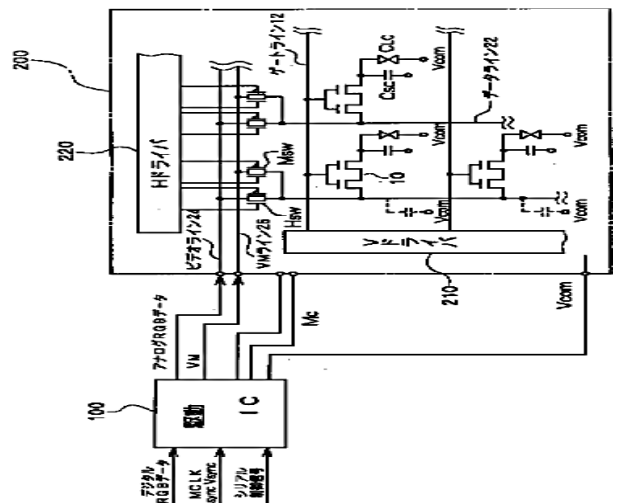 200
220
Hドライバ
ビデオライン24
VMライン26
Hsw
Msw
ゲートライン12
CLC
Csc
Vcom
データライン22
10
Vcom
Vcom
Vcom
Vドライバ
210
Vcom
アナログRGBデータ
VM
Mc
100
駆動
IC
デジタル
RGBデータ
MCLK
Vsync
シリアル
制御信号